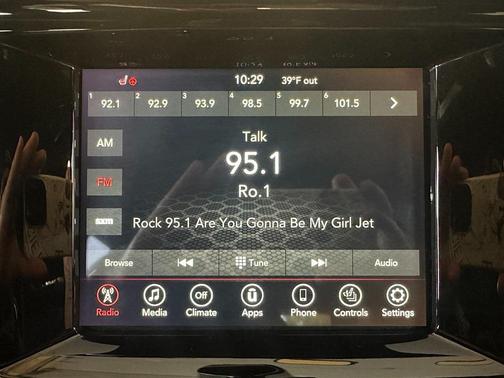 10:29 39°F out
1 92.1 2 92.9 3 93.9 4 98.5 5 99.7 6 101.5
AM
Talk
95.1
FM
Ro.1
sxm
Rock 95.1 Are You Gonna Be My Girl Jet
Browse Tune Audio
Off
Radio Media Climate Apps Phone Controls Settings